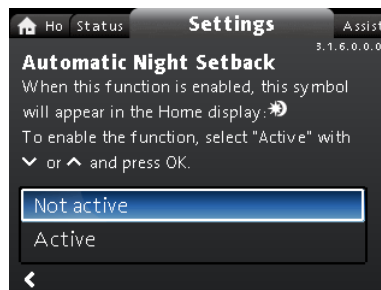 Ho Status Settings Assist
3.1.6.0.0.0
Automatic Night Setback
When this function is enabled, this symbol
will appear in the Home display:
To enable the function, select "Active" with
or and press OK.
Not active
Active